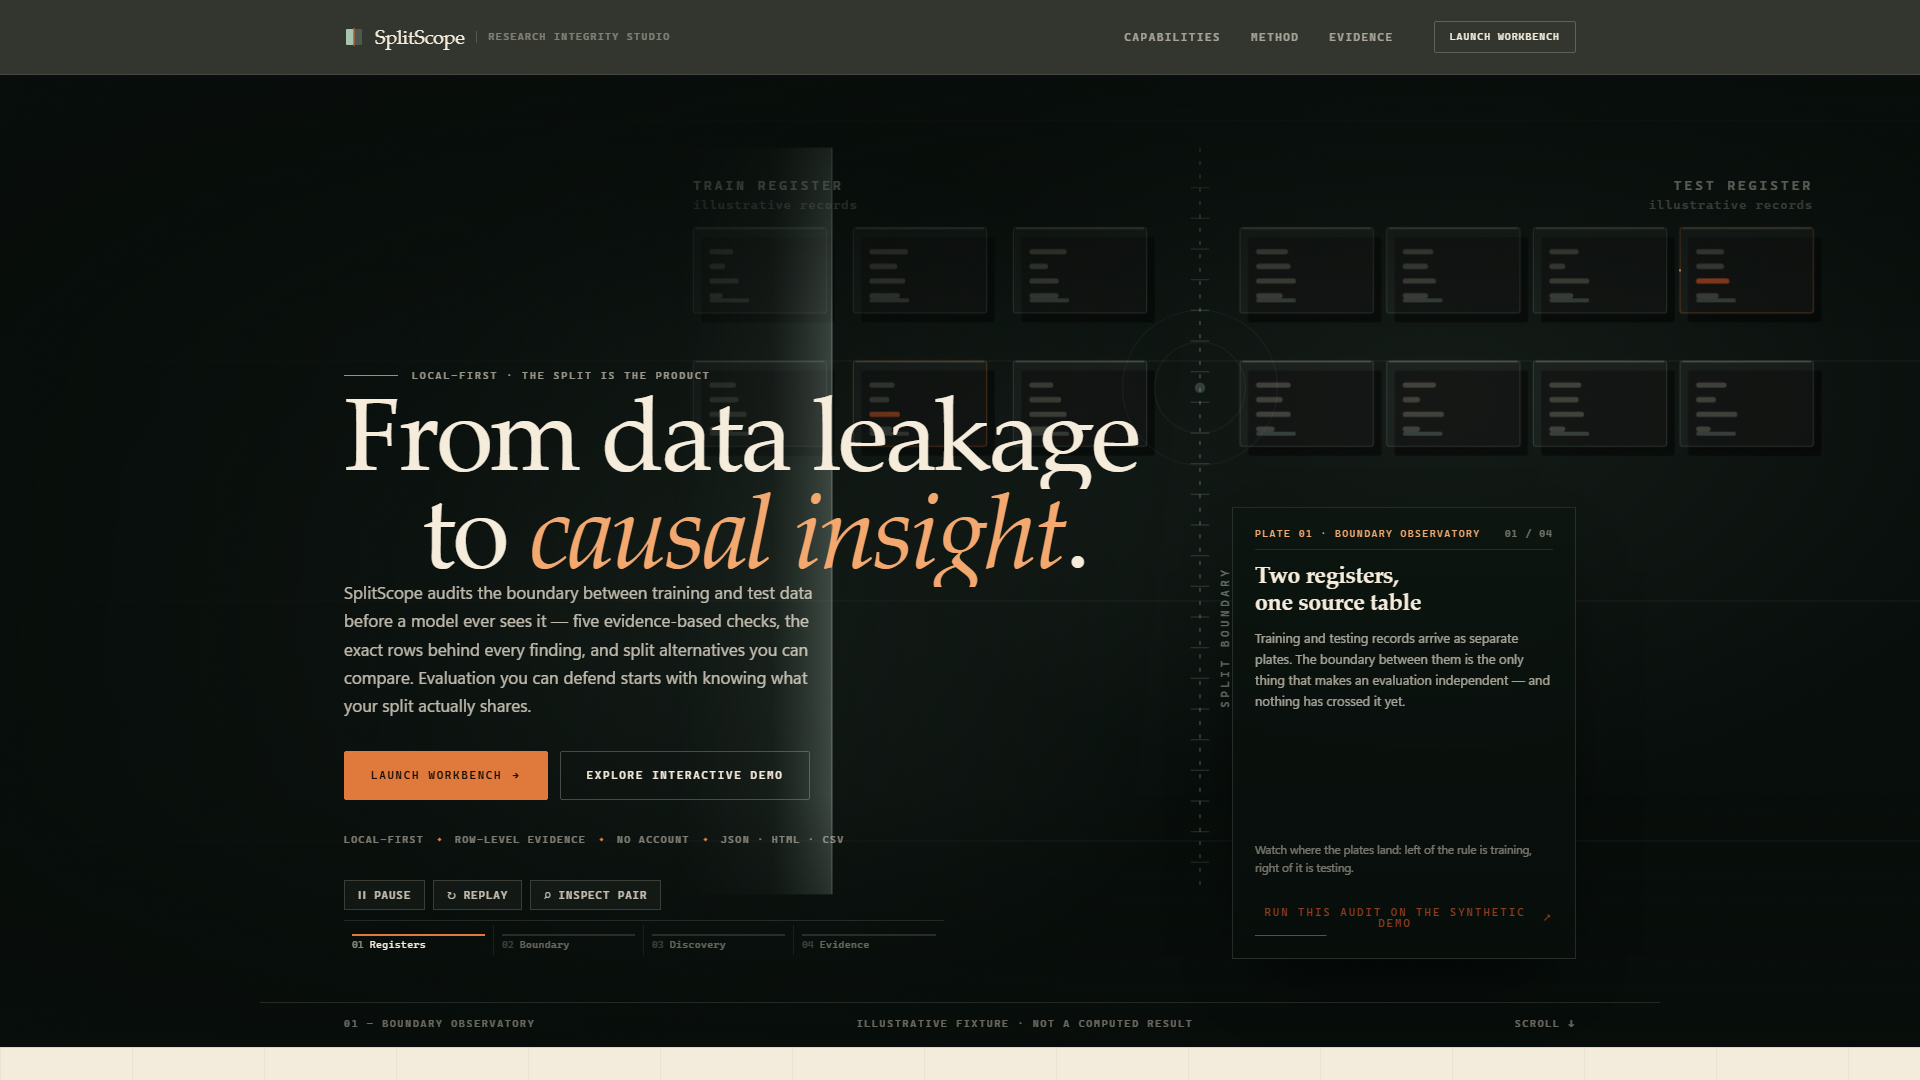 SplitScope
RESEARCH INTEGRITY STUDIO
CAPABILITIES
METHOD
EVIDENCE
LAUNCH WORKBENCH
TRAIN REGISTER
illustrative records
TEST REGISTER
illustrative records
LOCAL-FIRST · THE SPLIT IS THE PRODUCT
From data leakage
to causal insight.
SplitScope audits the boundary between training and test data
before a model ever sees it — five evidence-based checks, the
exact rows behind every finding, and split alternatives you can
compare. Evaluation you can defend starts with knowing what
your split actually shares.
LAUNCH WORKBENCH →
EXPLORE INTERACTIVE DEMO
LOCAL-FIRST ✦ ROW-LEVEL EVIDENCE ✦ NO ACCOUNT ✦ JSON · HTML · CSV
PAUSE
↻ REPLAY
⌕ INSPECT PAIR
01 Registers
02 Boundary
03 Discovery
04 Evidence
SPLIT BOUNDARY
PLATE 01 · BOUNDARY OBSERVATORY
01 / 04
Two registers,
one source table
Training and testing records arrive as separate
plates. The boundary between them is the only
thing that makes an evaluation independent — and
nothing has crossed it yet.
Watch where the plates land: left of the rule is training,
right of it is testing.
RUN THIS AUDIT ON THE SYNTHETIC
DEMO ↗
01 — BOUNDARY OBSERVATORY
ILLUSTRATIVE FIXTURE · NOT A COMPUTED RESULT
SCROLL ↓